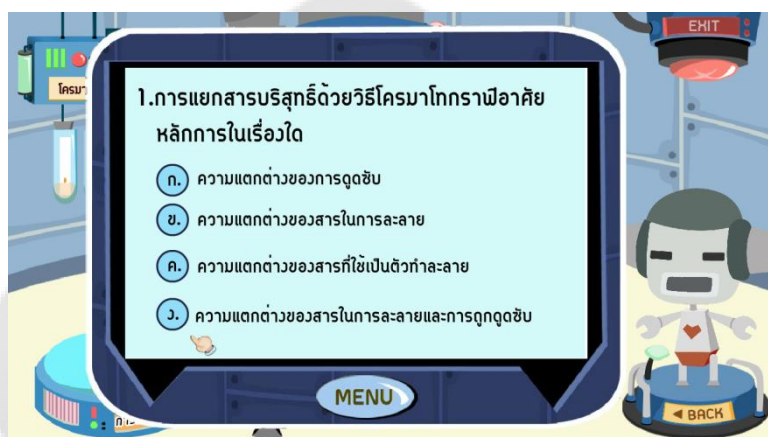 EXIT
โครมา
1.การแยกสารบริสุทธิ์ด้วยวิธีโครมาโทกราฟีอาศัย
หลักการในเรื่องใด
ก. ความแตกต่างของการดูดซับ
ข. ความแตกต่างของสารในการละลาย
ค. ความแตกต่างของสารที่ใช้เป็นตัวทำละลาย
ง. ความแตกต่างของสารในการละลายและการถูกดูดซับ
MENU
BACK